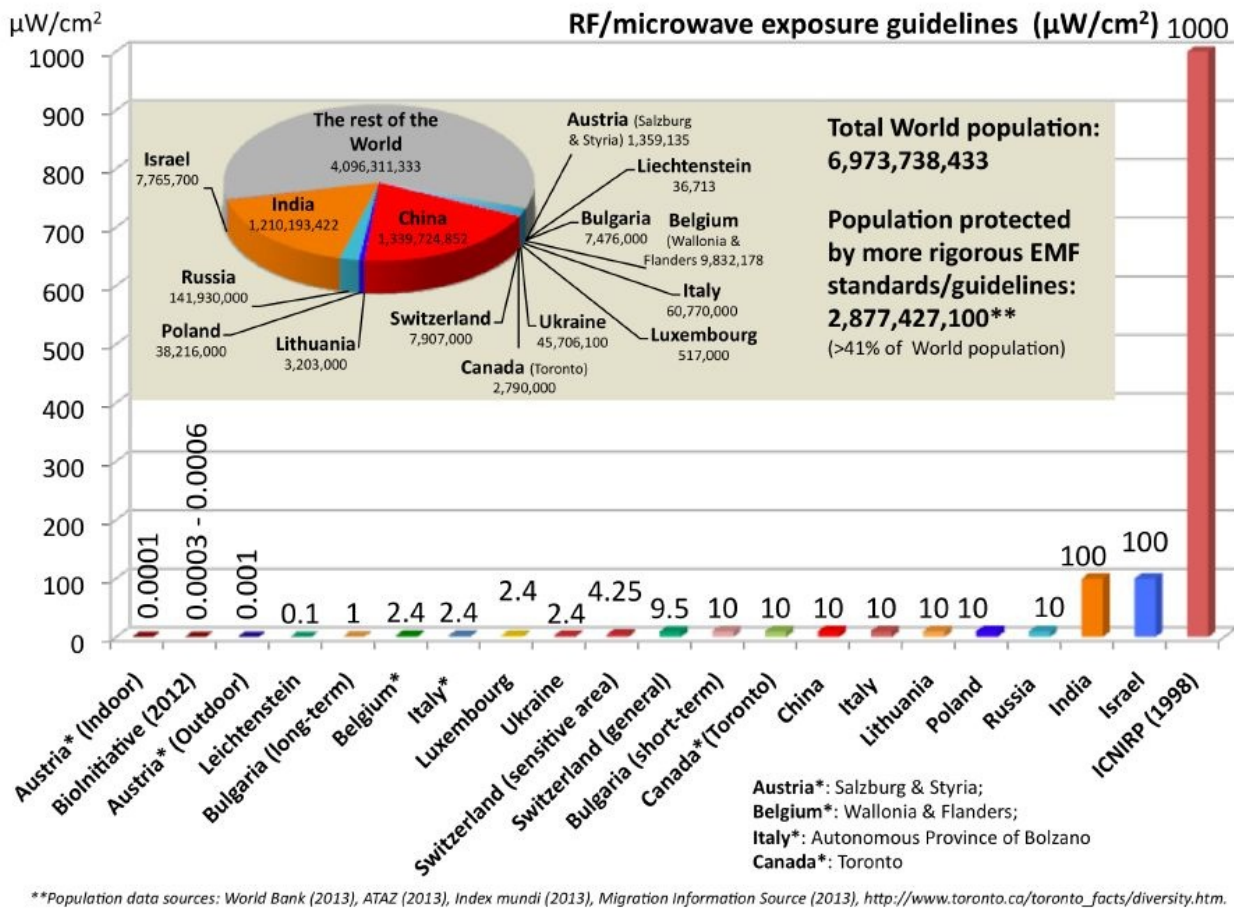 μW/cm²
RF/microwave exposure guidelines (μW/cm²)
1000
1000
900
800
700
600
500
400
300
200
100
0
The rest of the
World
4,096,311,333
Israel
7,765,700
India
1,210,193,422
China
1,339,724,852
Russia
141,930,000
Poland
38,216,000
Lithuania
3,203,000
Switzerland
7,907,000
Canada (Toronto)
2,790,000
Ukraine
45,706,100
Luxembourg
517,000
Italy
60,770,000
Belgium
(Wallonia &
Flanders 9,832,178
Bulgaria
7,476,000
Liechtenstein
36,713
Austria (Salzburg
& Styria) 1,359,135
Total World population:
6,973,738,433
Population protected
by more rigorous EMF
standards/guidelines:
2,877,427,100**
(>41% of World population)
0.0001
0.0003 - 0.0006
0.001
0.1
1
2.4
2.4
2.4
2.4
4.25
9.5
10
10
10
10
10
10
10
100
100
Austria* (Indoor)
BioInitiative (2012)
Austria* (Outdoor)
Leichtenstein
Bulgaria (long-term)
Belgium*
Italy*
Luxembourg
Ukraine
Switzerland (sensitive area)
Switzerland (general)
Bulgaria (short-term)
Canada* (Toronto)
China
Italy
Lithuania
Poland
Russia
India
Israel
ICNIRP (1998)
Austria*: Salzburg & Styria;
Belgium*: Wallonia & Flanders;
Italy*: Autonomous Province of Bolzano
Canada*: Toronto
**Population data sources: World Bank (2013), ATAZ (2013), Index mundi (2013), Migration Information Source (2013), http://www.toronto.ca/toronto_facts/diversity.htm.